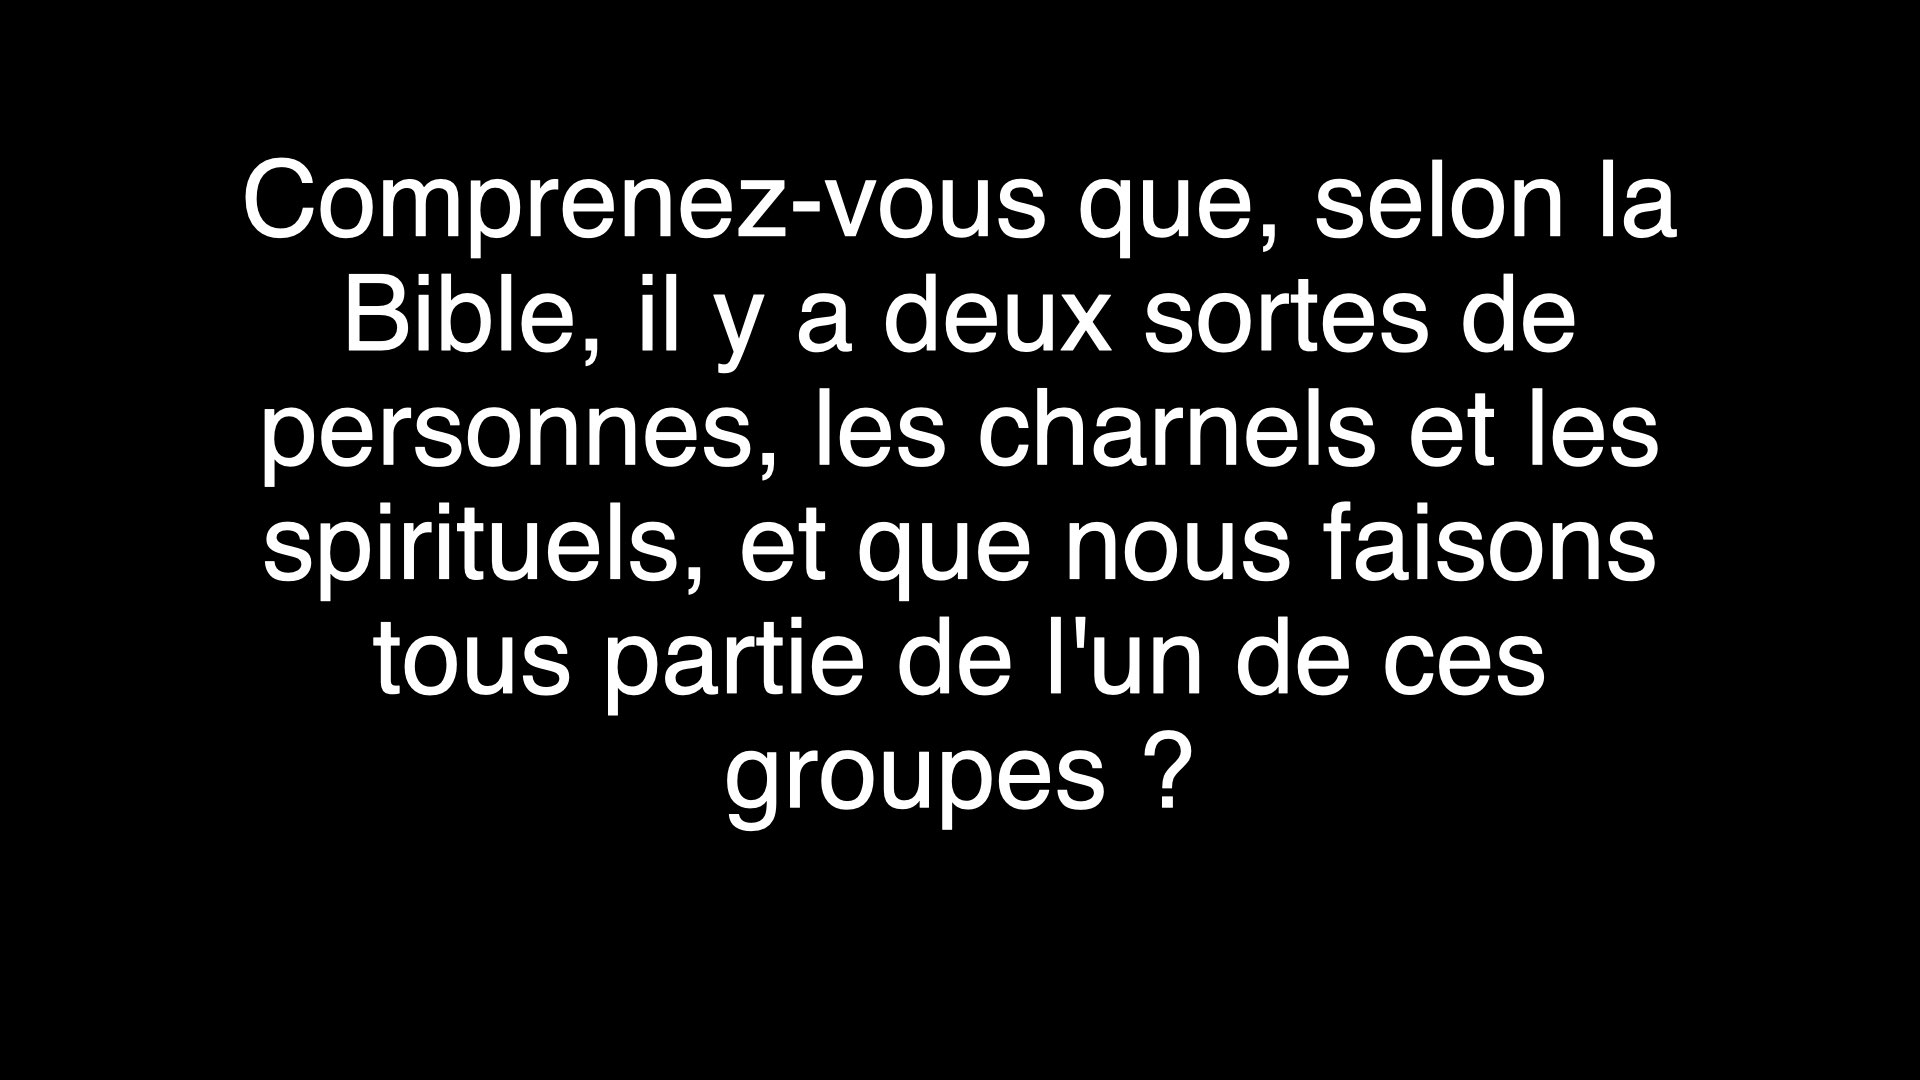 Comprenez-vous que, selon la
Bible, il y a deux sortes de
personnes, les charnels et les
spirituels, et que nous faisons
tous partie de l'un de ces
groupes ?